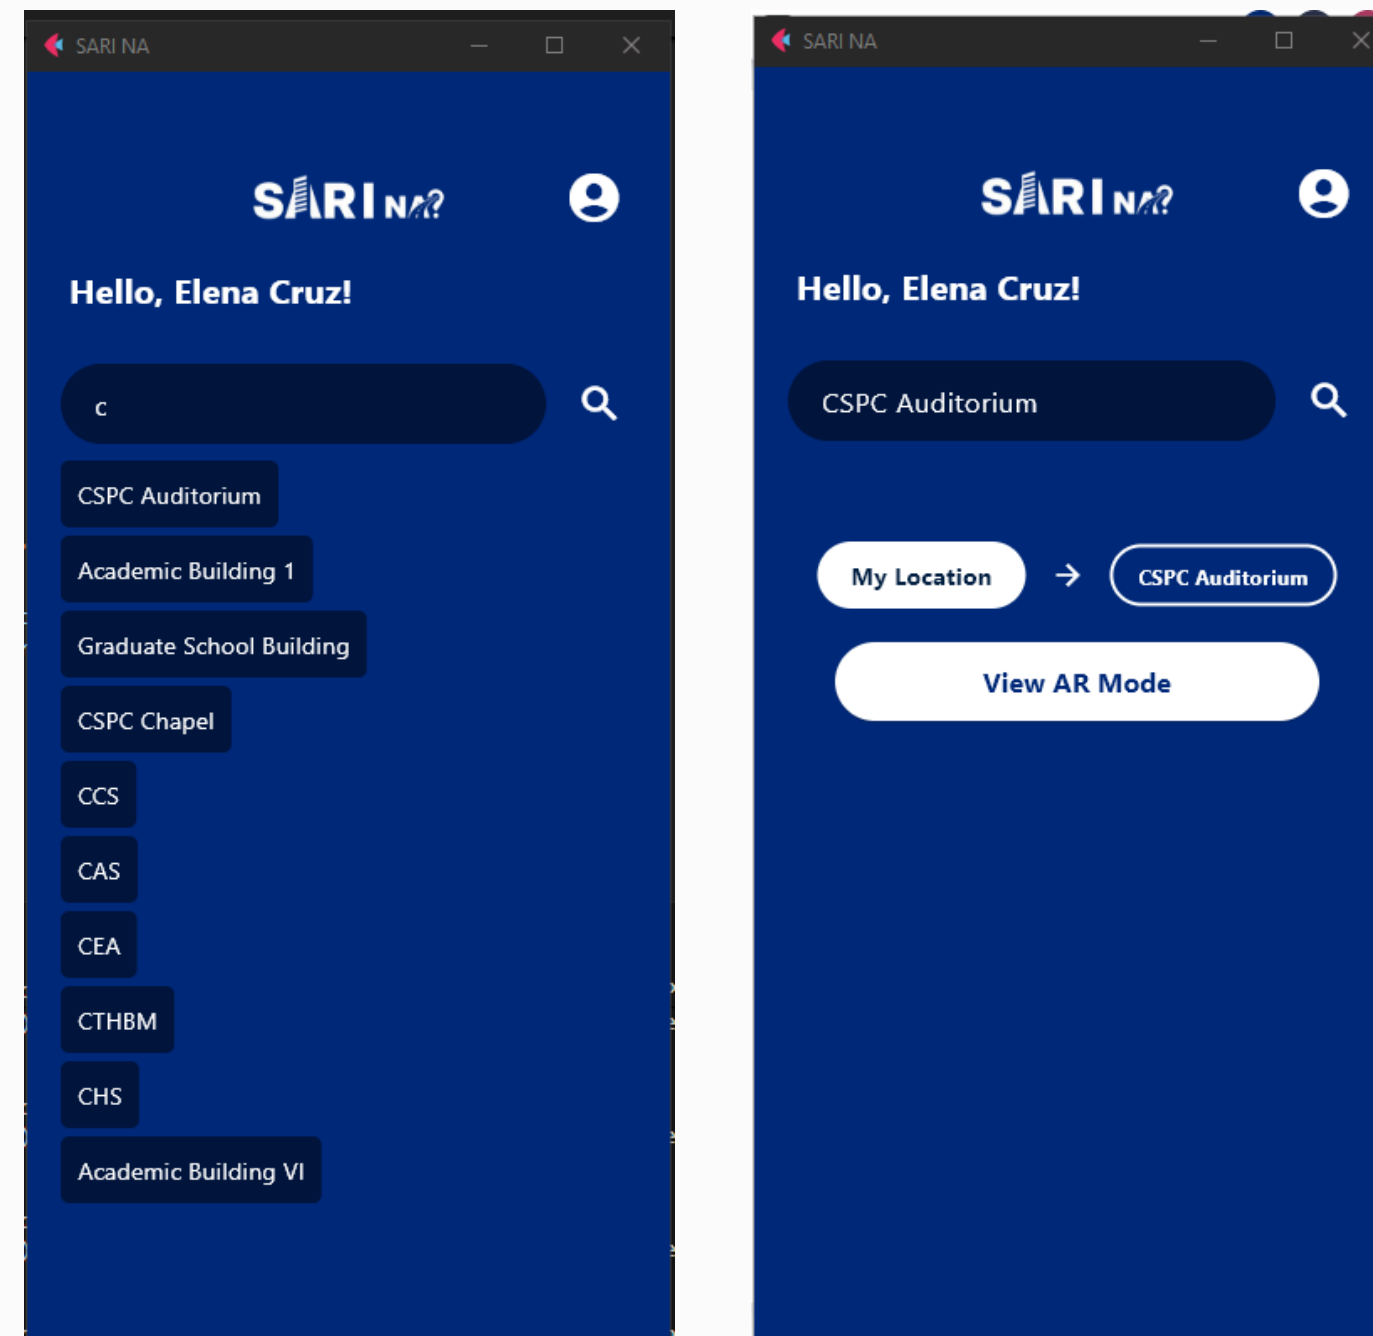 SARI NA
SARI NA?
Hello, Elena Cruz!
c
CSPC Auditorium
Academic Building 1
Graduate School Building
CSPC Chapel
CCS
CAS
CEA
CTHBM
CHS
Academic Building VI
SARI NA
SARI NA?
Hello, Elena Cruz!
CSPC Auditorium
My Location → CSPC Auditorium
View AR Mode